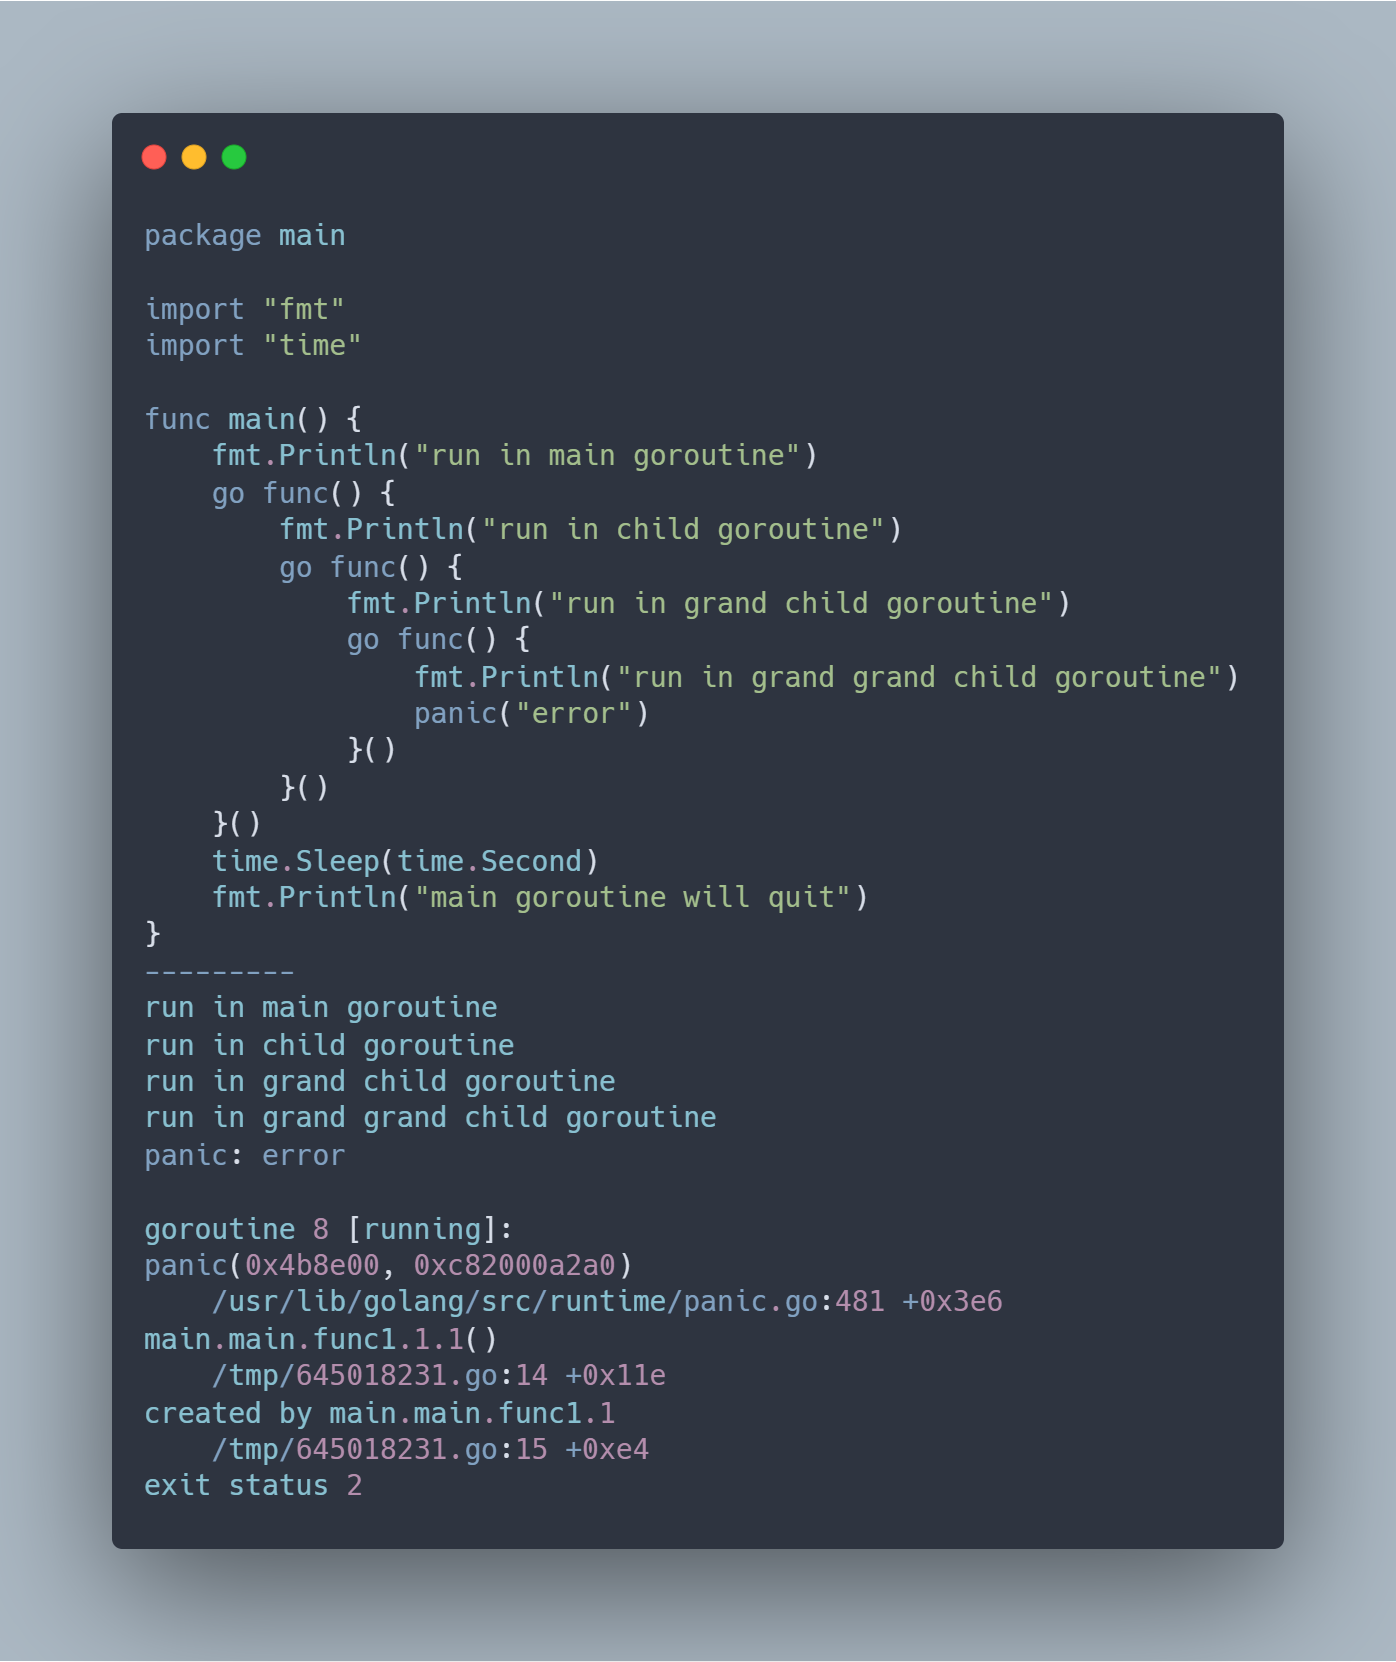 package main

import "fmt"
import "time"

func main() {
    fmt.Println("run in main goroutine")
    go func() {
        fmt.Println("run in child goroutine")
        go func() {
            fmt.Println("run in grand child goroutine")
            go func() {
                fmt.Println("run in grand grand child goroutine")
                panic("error")
            }()
        }()
    }()
    time.Sleep(time.Second)
    fmt.Println("main goroutine will quit")
}
---------
run in main goroutine
run in child goroutine
run in grand child goroutine
run in grand grand child goroutine
panic: error

goroutine 8 [running]:
panic(0x4b8e00, 0xc82000a2a0)
    /usr/lib/golang/src/runtime/panic.go:481 +0x3e6
main.main.func1.1.1()
    /tmp/645018231.go:14 +0x11e
created by main.main.func1.1
    /tmp/645018231.go:15 +0xe4
exit status 2